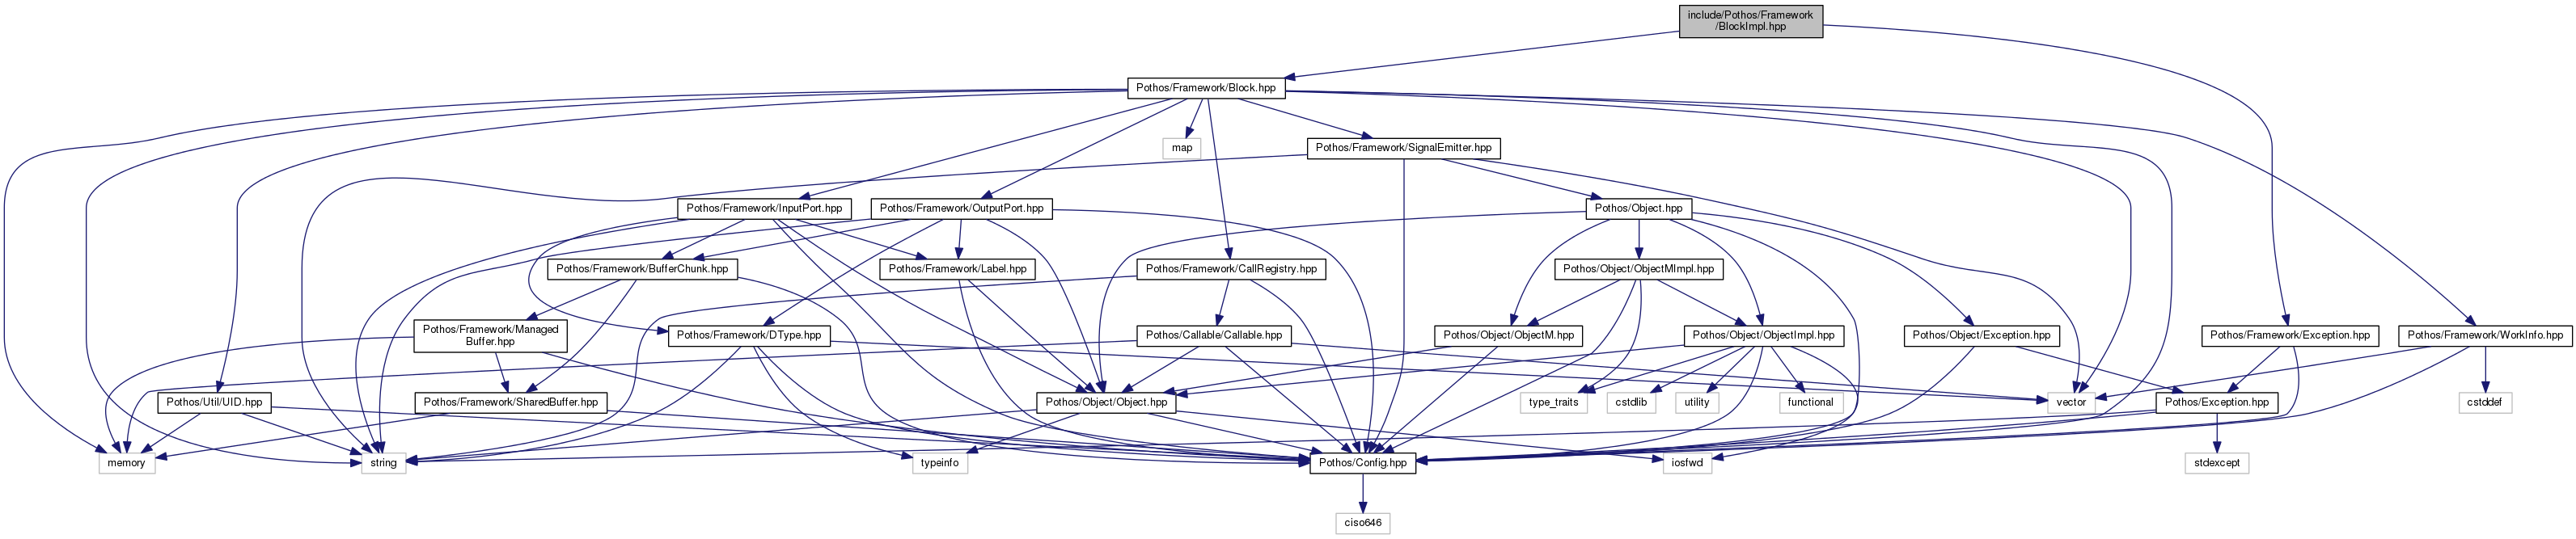 include/Pothos/Framework
/BlockImpl.hpp
Pothos/Framework/Block.hpp
map
Pothos/Framework/SignalEmitter.hpp
Pothos/Framework/InputPort.hpp
Pothos/Framework/OutputPort.hpp
Pothos/Object.hpp
Pothos/Framework/BufferChunk.hpp
Pothos/Framework/Label.hpp
Pothos/Framework/CallRegistry.hpp
Pothos/Object/ObjectMImpl.hpp
Pothos/Framework/Managed
Buffer.hpp
Pothos/Framework/DType.hpp
Pothos/Callable/Callable.hpp
Pothos/Object/ObjectM.hpp
Pothos/Object/ObjectImpl.hpp
Pothos/Object/Exception.hpp
Pothos/Framework/Exception.hpp
Pothos/Framework/WorkInfo.hpp
Pothos/Util/UID.hpp
Pothos/Framework/SharedBuffer.hpp
Pothos/Object/Object.hpp
type_traits
cstdlib
utility
functional
vector
Pothos/Exception.hpp
cstddef
memory
string
typeinfo
Pothos/Config.hpp
iosfwd
stdexcept
ciso646